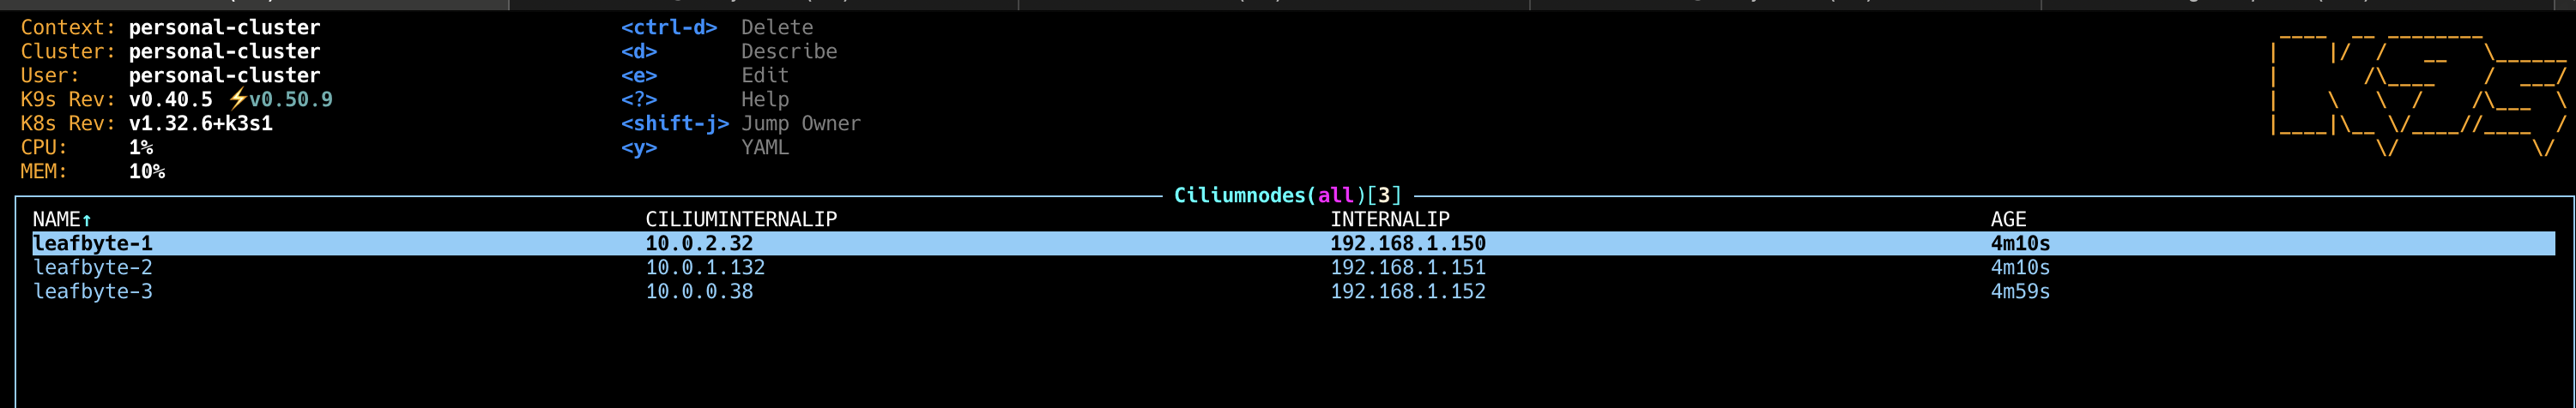 Context: personal-cluster <ctrl-d> Delete
Cluster: personal-cluster <d> Describe
User: personal-cluster <e> Edit
K9s Rev: v0.40.5 ⚡v0.50.9 <?> Help
K8s Rev: v1.32.6+k3s1 <shift-j> Jump Owner
CPU: 1% <y> YAML
MEM: 10%
Ciliumnodes(all)[3]
NAME↑ CILIUMINTERNALIP INTERNALIP AGE
leafbyte-1 10.0.2.32 192.168.1.150 4m10s
leafbyte-2 10.0.1.132 192.168.1.151 4m10s
leafbyte-3 10.0.0.38 192.168.1.152 4m59s